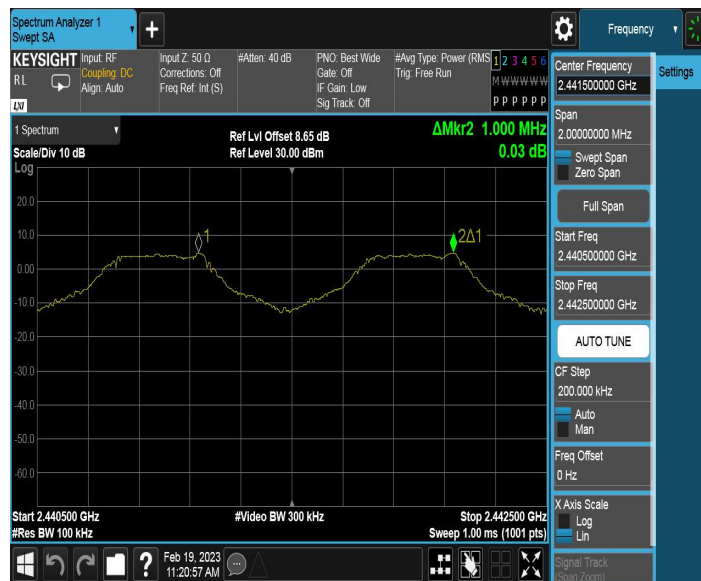 Spectrum Analyzer 1
Swept SA
+
Frequency
KEYSIGHT
RL
LXI
Input: RF
Coupling: DC
Align: Auto
Input Z: 50 Ω
Corrections: Off
Freq Ref: Int (S)
#Atten: 40 dB
PNO: Best Wide
Gate: Off
IF Gain: Low
Sig Track: Off
#Avg Type: Power (RMS
Trig: Free Run
1 2 3 4 5 6
M W W W W W
P P P P P P
1 Spectrum
Scale/Div 10 dB
Log
Ref Lvl Offset 8.65 dB
Ref Level 30.00 dBm
ΔMkr2 1.000 MHz
0.03 dB
20.0
10.0
0.00
-10.0
-20.0
-30.0
-40.0
-50.0
-60.0
1
2Δ1
Start 2.440500 GHz
#Res BW 100 kHz
#Video BW 300 kHz
Stop 2.442500 GHz
Sweep 1.00 ms (1001 pts)
?
Feb 19, 2023
11:20:57 AM
Center Frequency
2.441500000 GHz
Settings
Span
2.00000000 MHz
Swept Span
Zero Span
Full Span
Start Freq
2.440500000 GHz
Stop Freq
2.442500000 GHz
AUTO TUNE
CF Step
200.000 kHz
Auto
Man
Freq Offset
0 Hz
X Axis Scale
Log
Lin
Signal Track
(Span Zoom)